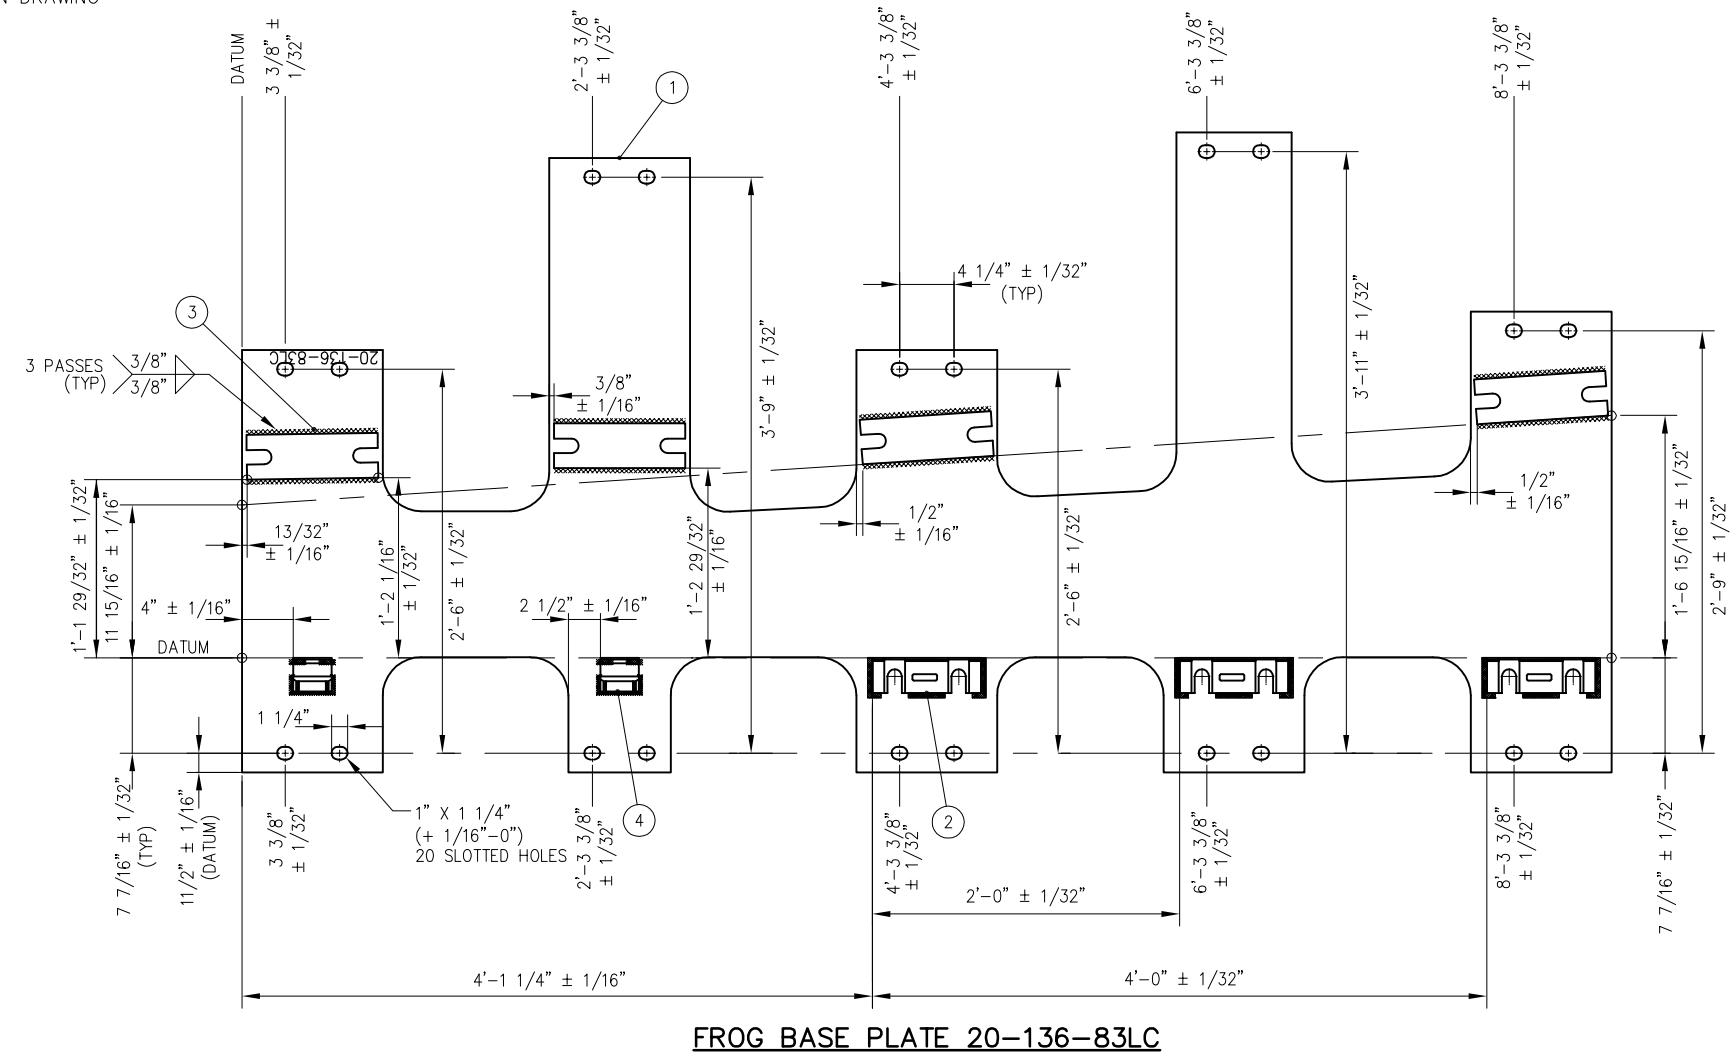 N DRAWING
DATUM
3 3/8" ±
1/32"
2'-3 3/8"
± 1/32"
4'-3 3/8"
± 1/32"
6'-3 3/8"
± 1/32"
8'-3 3/8"
± 1/32"
1
3
3 PASSES
(TYP)
3/8"
3/8"
20-136-83LC
3/8"
± 1/16"
3'-9" ± 1/32"
4 1/4" ± 1/32"
(TYP)
3'-11" ± 1/32"
1'-1 29/32" ± 1/32"
11 15/16" ± 1/16"
13/32"
± 1/16"
1'-2 1/16"
± 1/32"
2'-6" ± 1/32"
1'-2 29/32"
± 1/16"
1/2"
± 1/16"
2'-6" ± 1/32"
1/2"
± 1/16"
1'-6 15/16" ± 1/32"
2'-9" ± 1/32"
4" ± 1/16"
2 1/2" ± 1/16"
DATUM
1 1/4"
7 7/16" ± 1/32"
(TYP)
11/2" ± 1/16"
(DATUM)
3 3/8"
± 1/32"
1" X 1 1/4"
(+ 1/16"-0")
20 SLOTTED HOLES
2'-3 3/8"
± 1/32"
4
4'-3 3/8"
± 1/32"
2
6'-3 3/8"
± 1/32"
8'-3 3/8"
± 1/32"
7 7/16" ± 1/32"
2'-0" ± 1/32"
4'-1 1/4" ± 1/16"
4'-0" ± 1/32"
FROG BASE PLATE 20-136-83LC